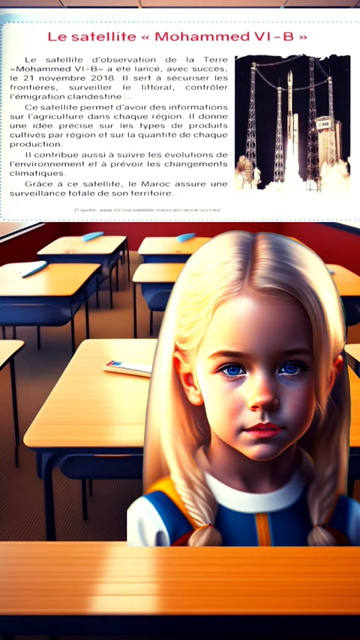 Le satellite « Mohammed VI-B »
Le satellite d'observation de la Terre
«Mohammed VI-B» a été lancé, avec succès,
le 21 novembre 2018. Il sert à sécuriser les
frontières, surveiller le littoral, contrôler
l'émigration clandestine ...
Ce satellite permet d'avoir des informations
sur l'agriculture dans chaque région. Il donne
une idée précise sur les types de produits
cultivés par région et sur la quantité de chaque
production.
Il contribue aussi à suivre les évolutions de
l'environnement et à prévoir les changements
climatiques.
Grâce à ce satellite, le Maroc assure une
surveillance totale de son territoire.